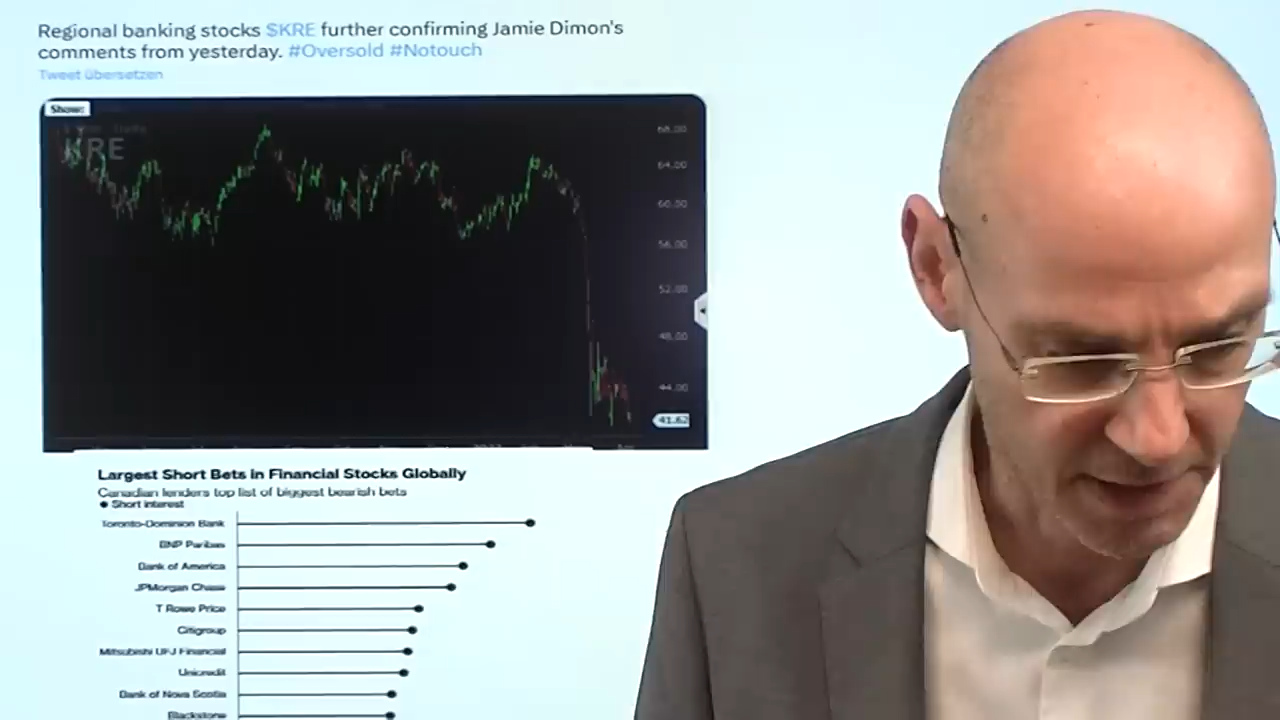 Regional banking stocks $KRE further confirming Jamie Dimon's
comments from yesterday. #Oversold #Notouch
Tweet übersetzen
Show:
KRE
68.00
64.00
60.00
56.00
52.00
48.00
44.00
41.62
Largest Short Bets in Financial Stocks Globally
Canadian lenders top list of biggest bearish bets
Short interest
Toronto-Dominion Bank
BNP Paribas
Bank of America
JPMorgan Chase
T Rowe Price
Citigroup
Mitsubishi UFJ Financial
Unicredit
Bank of Nova Scotia
Blackstone